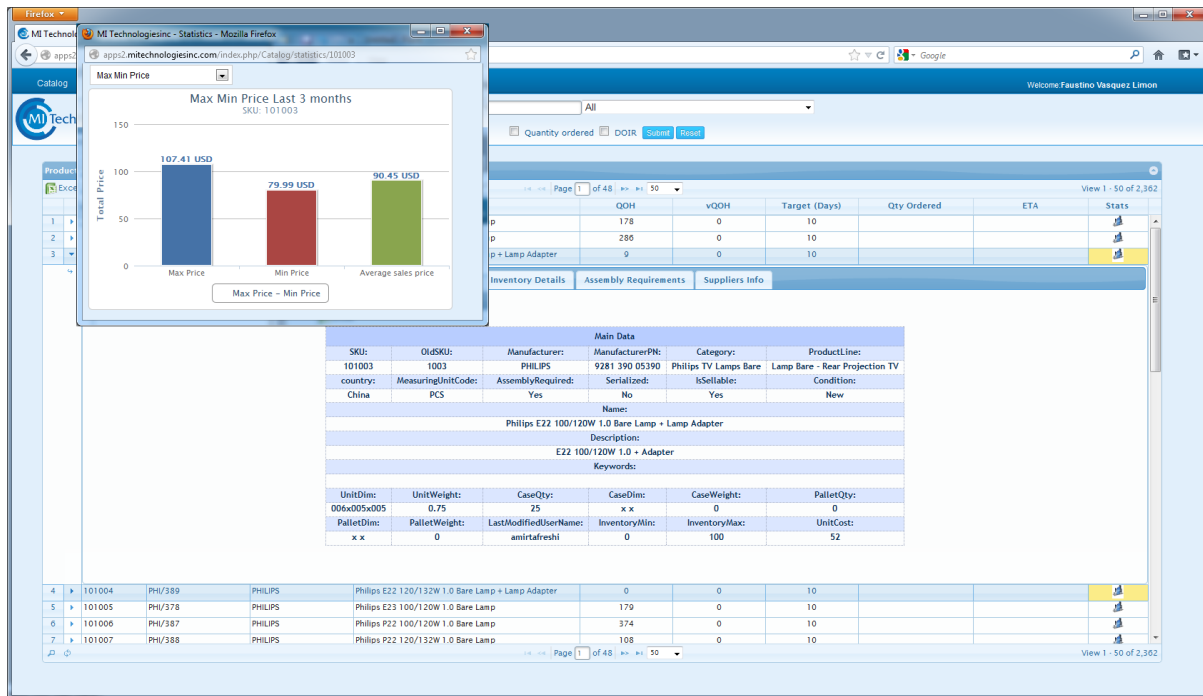 Firefox
MI Technologiesinc - Statistics - Mozilla Firefox
apps2.mitechnologiesinc.com/index.php/Catalog/statistics/101003
Google
Catalog
Welcome:Faustino Vasquez Limon
MI Tech
Max Min Price
Max Min Price Last 3 months
SKU: 101003
150
100
50
0
Total Price
107.41 USD
79.99 USD
90.45 USD
Max Price
Min Price
Average sales price
Max Price - Min Price
All
Quantity ordered DOIR Submit Reset
Page 1 of 48 50 View 1 - 50 of 2,362
QOH vQOH Target (Days) Qty Ordered ETA Stats
1 178 0 10
2 286 0 10
3 p + Lamp Adapter 9 0 10
Inventory Details Assembly Requirements Suppliers Info
Main Data
SKU: OldSKU: Manufacturer: ManufacturerPN: Category: ProductLine:
101003 1003 PHILIPS 9281 390 05390 Philips TV Lamps Bare Lamp Bare - Rear Projection TV
country: MeasuringUnitCode: AssemblyRequired: Serialized: IsSellable: Condition:
China PCS Yes No Yes New
Name:
Philips E22 100/120W 1.0 Bare Lamp + Lamp Adapter
Description:
E22 100/120W 1.0 + Adapter
Keywords:
UnitDim: UnitWeight: CaseQty: CaseDim: CaseWeight: PalletQty:
006x005x005 0.75 25 x x 0 0
PalletDim: PalletWeight: LastModifiedUserName: InventoryMin: InventoryMax: UnitCost:
x x 0 amirtafreshi 0 100 52
4 101004 PHI/389 PHILIPS Philips E22 120/132W 1.0 Bare Lamp + Lamp Adapter 0 0 10
5 101005 PHI/378 PHILIPS Philips E23 100/120W 1.0 Bare Lamp 179 0 10
6 101006 PHI/387 PHILIPS Philips P22 100/120W 1.0 Bare Lamp 374 0 10
7 101007 PHI/388 PHILIPS Philips P22 120/132W 1.0 Bare Lamp 108 0 10
Page 1 of 48 50 View 1 - 50 of 2,362